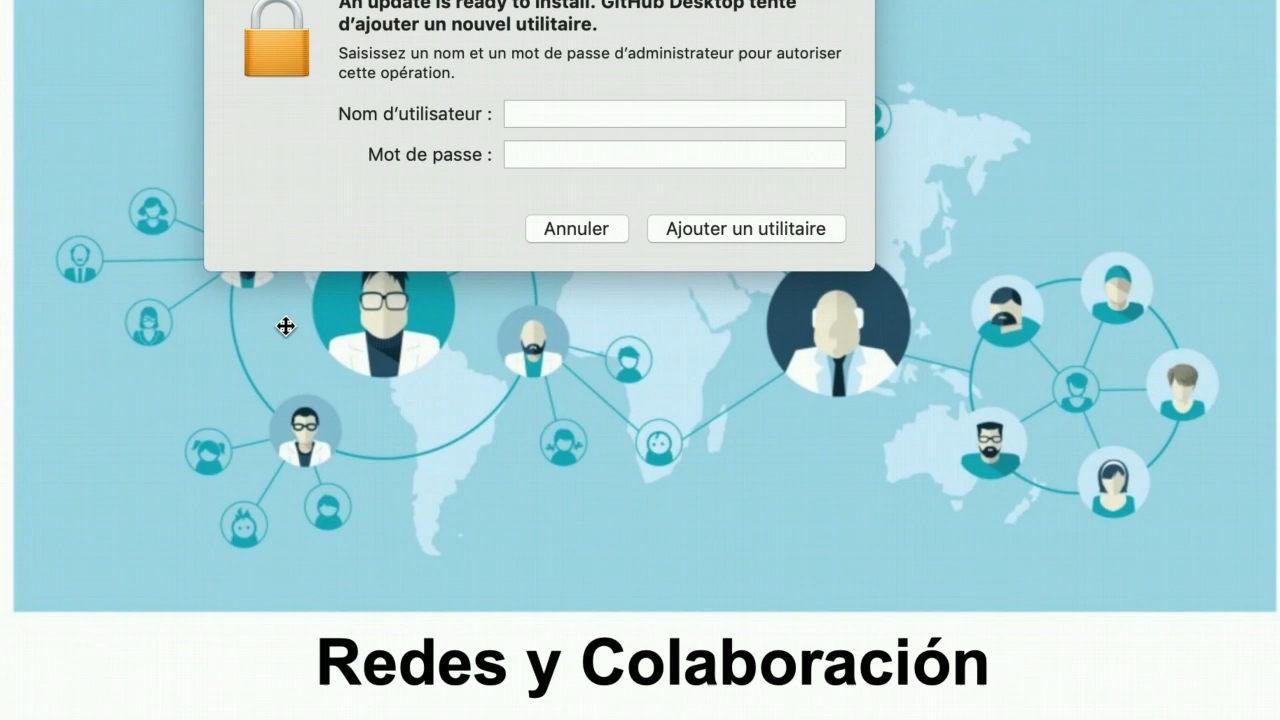 An update is ready to install. GitHub Desktop tente
d’ajouter un nouvel utilitaire.
Saisissez un nom et un mot de passe d’administrateur pour autoriser
cette opération.
Nom d’utilisateur :
Mot de passe :
Annuler
Ajouter un utilitaire
Redes y Colaboración